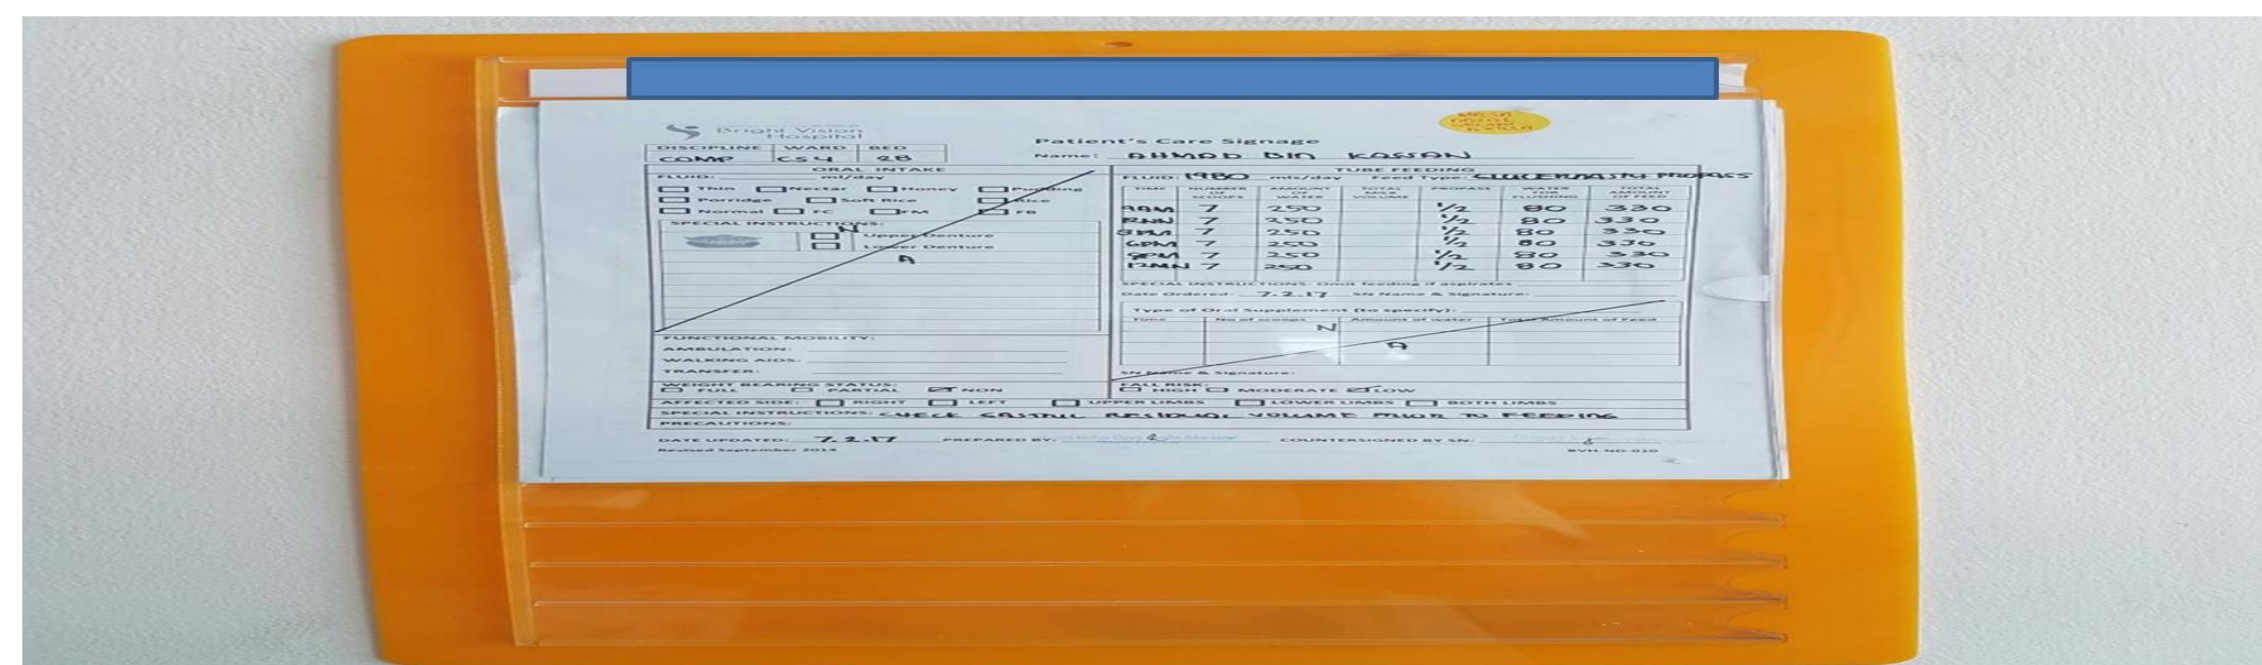 Bright Vision
Hospital
Patient's Care Signage
DISCIPLINE WARD BED
COMP CS4 2B
Name: AHMAD BIN
ORAL INTAKE
FLUID: ml/day
Thin Nectar Honey Pudding
Porridge Soft Rice Rice
Normal FC FM FB
SPECIAL INSTRUCTIONS:
N
Upper Denture
Lower Denture
A
FUNCTIONAL MOBILITY:
AMBULATION:
WALKING AIDS:
TRANSFER:
WEIGHT BEARING STATUS:
FULL PARTIAL NON
TUBE FEEDING
FLUID: 1980 mls/day Feed Type: GLUCERNA PROPASS
TIME NUMBER OF SCOOPS AMOUNT OF WATER TOTAL MILK VOLUME PROPASS WATER FOR FLUSHING TOTAL AMOUNT OF FEED
9AM 7 250 1/2 80 330
12NN 7 250 1/2 80 330
3PM 7 250 1/2 80 330
6PM 7 250 1/2 80 330
9PM 7 250 1/2 80 330
12MN 7 250 1/2 80 330
SPECIAL INSTRUCTIONS: Omit feeding if aspirates
Date Ordered: 7.2.17 SN Name & Signature:
Type of Oral Supplement (to specify):
Time No of scoops Amount of water Total Amount of Feed
N
A
SN Name & Signature:
FALL RISK:
HIGH MODERATE LOW
AFFECTED SIDE: RIGHT LEFT UPPER LIMBS LOWER LIMBS BOTH LIMBS
SPECIAL INSTRUCTIONS: CHECK GASTRIC RESIDUAL VOLUME PRIOR TO FEEDING
PRECAUTIONS:
DATE UPDATED: 7.2.17 PREPARED BY: COUNTERSIGNED BY SN:
Revised September 2014 BVH-NO-010